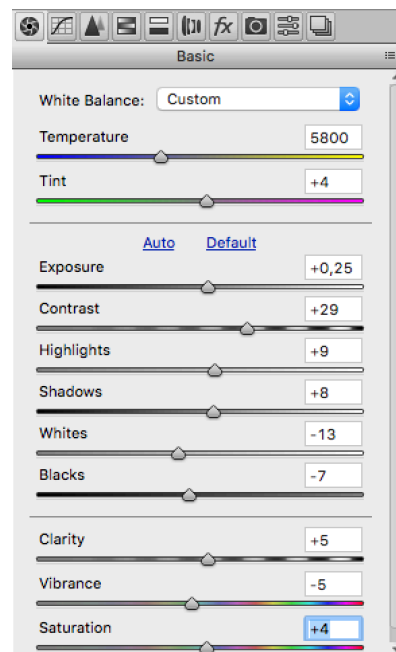 fx
Basic
White Balance: Custom
Temperature 5800
Tint +4
Auto Default
Exposure +0,25
Contrast +29
Highlights +9
Shadows +8
Whites -13
Blacks -7
Clarity +5
Vibrance -5
Saturation +4